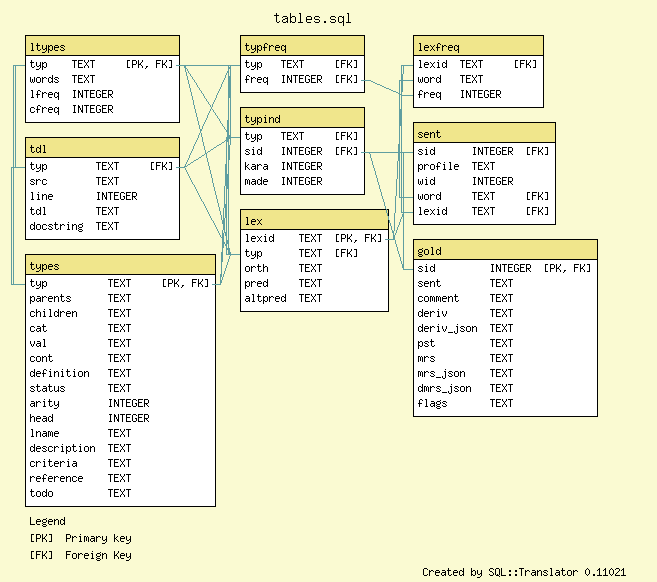 tables.sql
ltypes
typ TEXT [PK, FK]
words TEXT
lfreq INTEGER
cfreq INTEGER
tdl
typ TEXT [FK]
src TEXT
line INTEGER
tdl TEXT
docstring TEXT
types
typ TEXT [PK, FK]
parents TEXT
children TEXT
cat TEXT
val TEXT
cont TEXT
definition TEXT
status TEXT
arity INTEGER
head INTEGER
lname TEXT
description TEXT
criteria TEXT
reference TEXT
todo TEXT
typfreq
typ TEXT [FK]
freq INTEGER [FK]
typind
typ TEXT [FK]
sid INTEGER [FK]
kara INTEGER
made INTEGER
lex
lexid TEXT [PK, FK]
typ TEXT [FK]
orth TEXT
pred TEXT
altpred TEXT
lexfreq
lexid TEXT [FK]
word TEXT
freq INTEGER
sent
sid INTEGER [FK]
profile TEXT
wid INTEGER
word TEXT [FK]
lexid TEXT [FK]
gold
sid INTEGER [PK, FK]
sent TEXT
comment TEXT
deriv TEXT
deriv_json TEXT
pst TEXT
mrs TEXT
mrs_json TEXT
dmrs_json TEXT
flags TEXT
Legend
[PK] Primary key
[FK] Foreign Key
Created by SQL::Translator 0.11021